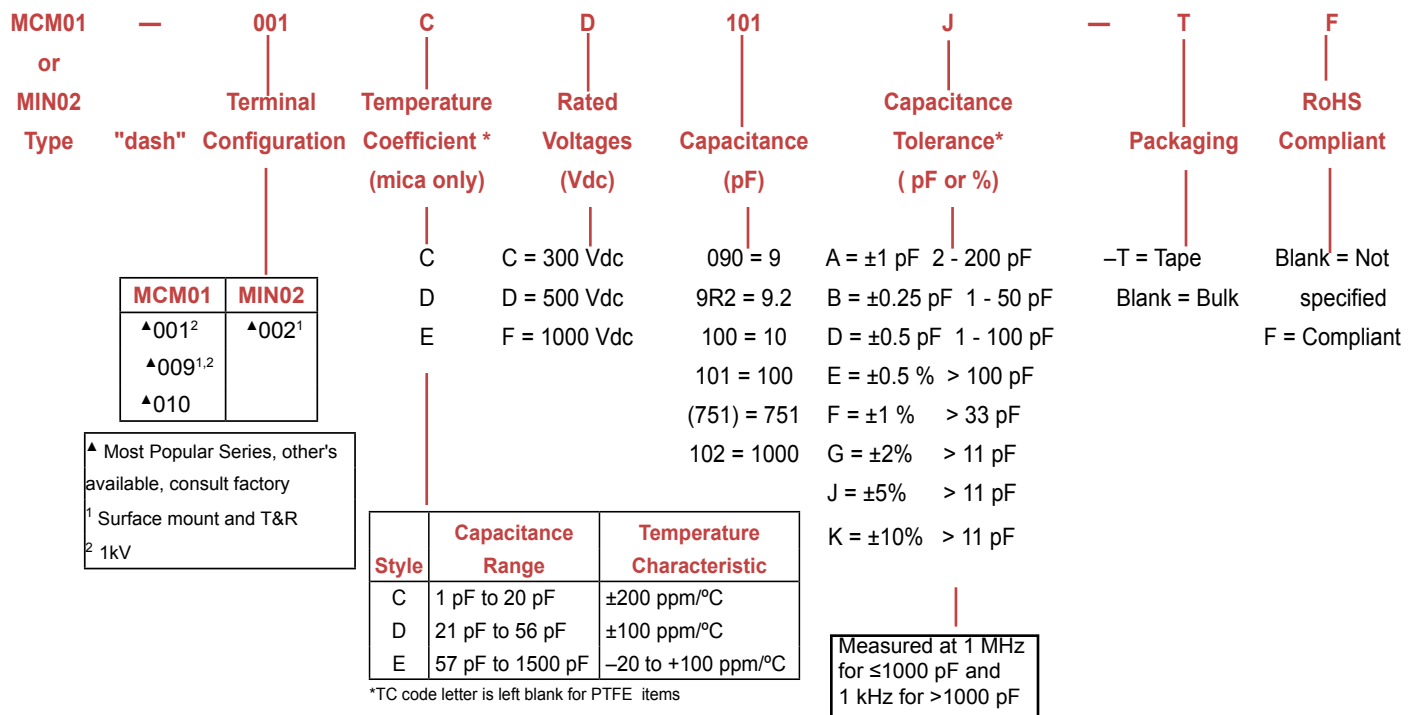 MCM01 — 001 C D 101 J — T F
or
MIN02 Terminal Temperature Rated Capacitance RoHS
Type "dash" Configuration Coefficient * Voltages Capacitance Tolerance* Packaging Compliant
(mica only) (Vdc) (pF) ( pF or %)
C C = 300 Vdc 090 = 9 A = ±1 pF 2 - 200 pF –T = Tape Blank = Not
D D = 500 Vdc 9R2 = 9.2 B = ±0.25 pF 1 - 50 pF Blank = Bulk specified
E F = 1000 Vdc 100 = 10 D = ±0.5 pF 1 - 100 pF F = Compliant
101 = 100 E = ±0.5 % > 100 pF
(751) = 751 F = ±1 % > 33 pF
102 = 1000 G = ±2% > 11 pF
J = ±5% > 11 pF
K = ±10% > 11 pF
MCM01 MIN02
▲001² ▲002¹
▲009¹,²
▲010
▲ Most Popular Series, other's
available, consult factory
¹ Surface mount and T&R
² 1kV
Capacitance Temperature
Style Range Characteristic
C 1 pF to 20 pF ±200 ppm/ºC
D 21 pF to 56 pF ±100 ppm/ºC
E 57 pF to 1500 pF –20 to +100 ppm/ºC
*TC code letter is left blank for PTFE items
Measured at 1 MHz
for ≤1000 pF and
1 kHz for >1000 pF